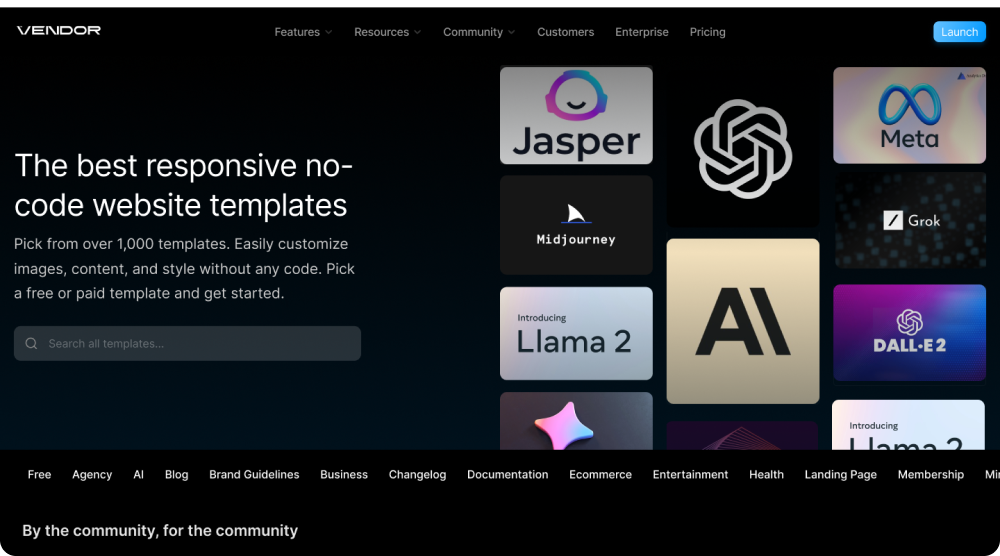 VENDOR
Features Resources Community Customers Enterprise Pricing
Launch
The best responsive no-
code website templates
Pick from over 1,000 templates. Easily customize
images, content, and style without any code. Pick
a free or paid template and get started.
Search all templates...
Jasper
Midjourney
Introducing
Llama 2
AI
Meta
Grok
DALL·E 2
Introducing
Llama 2
Free Agency AI Blog Brand Guidelines Business Changelog Documentation Ecommerce Entertainment Health Landing Page Membership
By the community, for the community